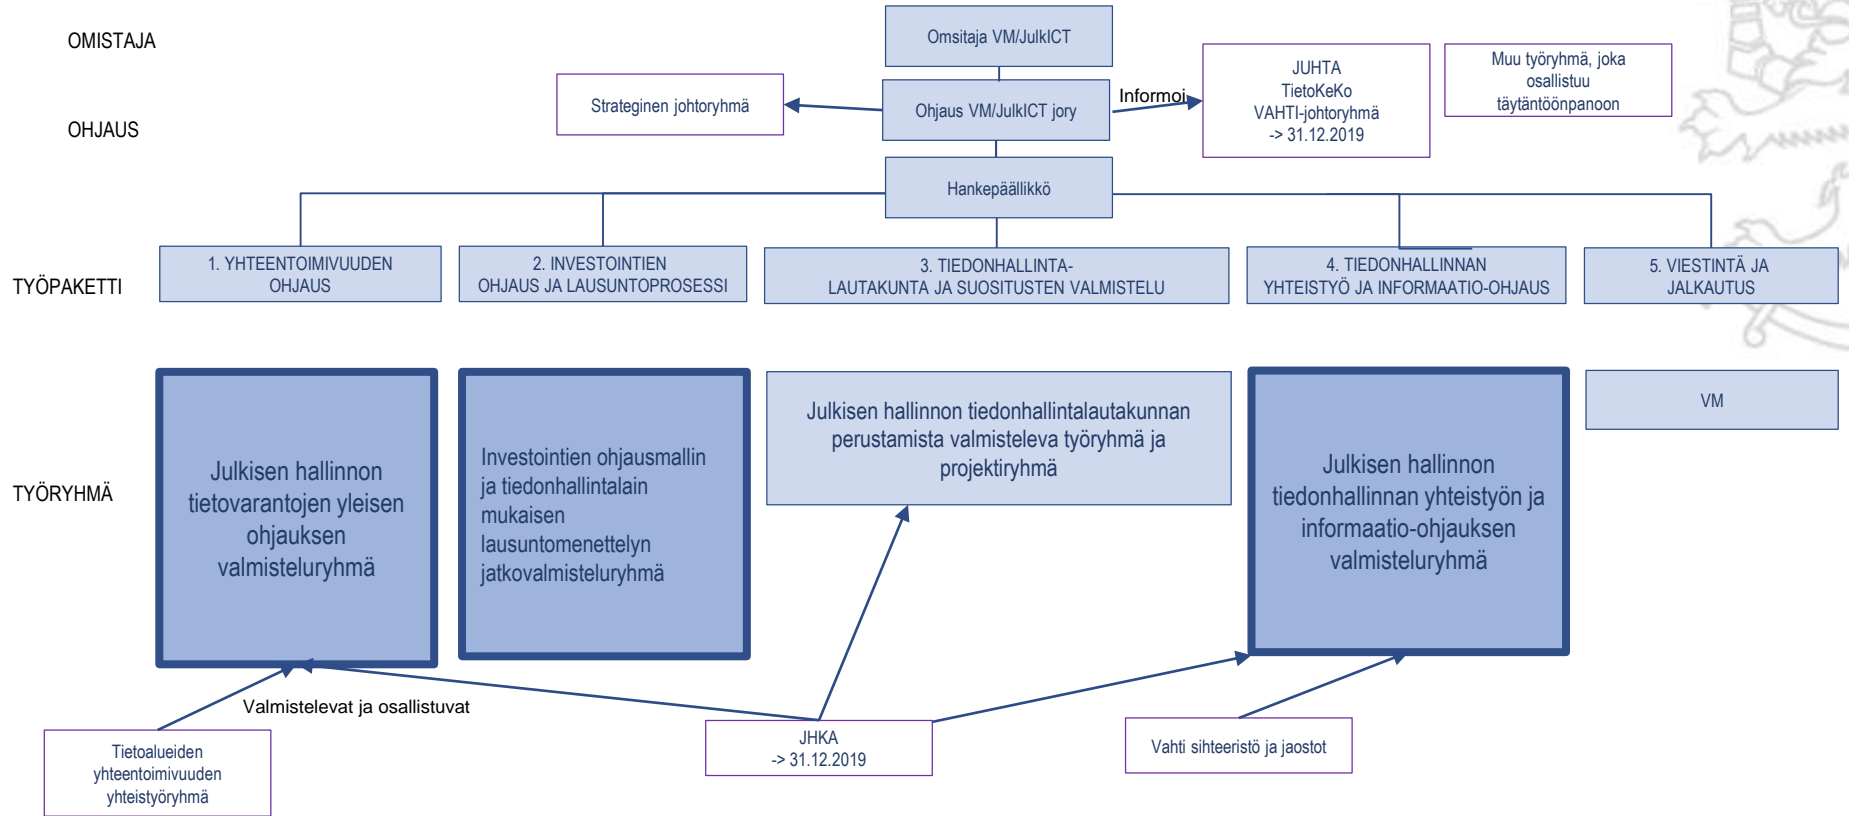 OMISTAJA
Omsitaja VM/JulkICT
Strateginen johtoryhmä
Ohjaus VM/JulkICT jory
Informoi
JUHTA
TietoKeKo
VAHTI-johtoryhmä
-> 31.12.2019
Muu työryhmä, joka
osallistuu
täytäntöönpanoon
OHJAUS
Hankepäällikkö
TYÖPAKETTI
1. YHTEENTOIMIVUUDEN
OHJAUS
2. INVESTOINTIEN
OHJAUS JA LAUSUNTOPROSESSI
3. TIEDONHALLINTA-
LAUTAKUNTA JA SUOSITUSTEN VALMISTELU
4. TIEDONHALLINNAN
YHTEISTYÖ JA INFORMAATIO-OHJAUS
5. VIESTINTÄ JA
JALKAUTUS
TYÖRYHMÄ
Julkisen hallinnon
tietovarantojen yleisen
ohjauksen
valmisteluryhmä
Investointien ohjausmallin
ja tiedonhallintalain
mukaisen
lausuntomenettelyn
jatkovalmisteluryhmä
Julkisen hallinnon tiedonhallintalautakunnan
perustamista valmisteleva työryhmä ja
projektiryhmä
Julkisen hallinnon
tiedonhallinnan yhteistyön ja
informaatio-ohjauksen
valmisteluryhmä
VM
Valmistelevat ja osallistuvat
Tietoalueiden
yhteentoimivuuden
yhteistyöryhmä
JHKA
-> 31.12.2019
Vahti sihteeristö ja jaostot